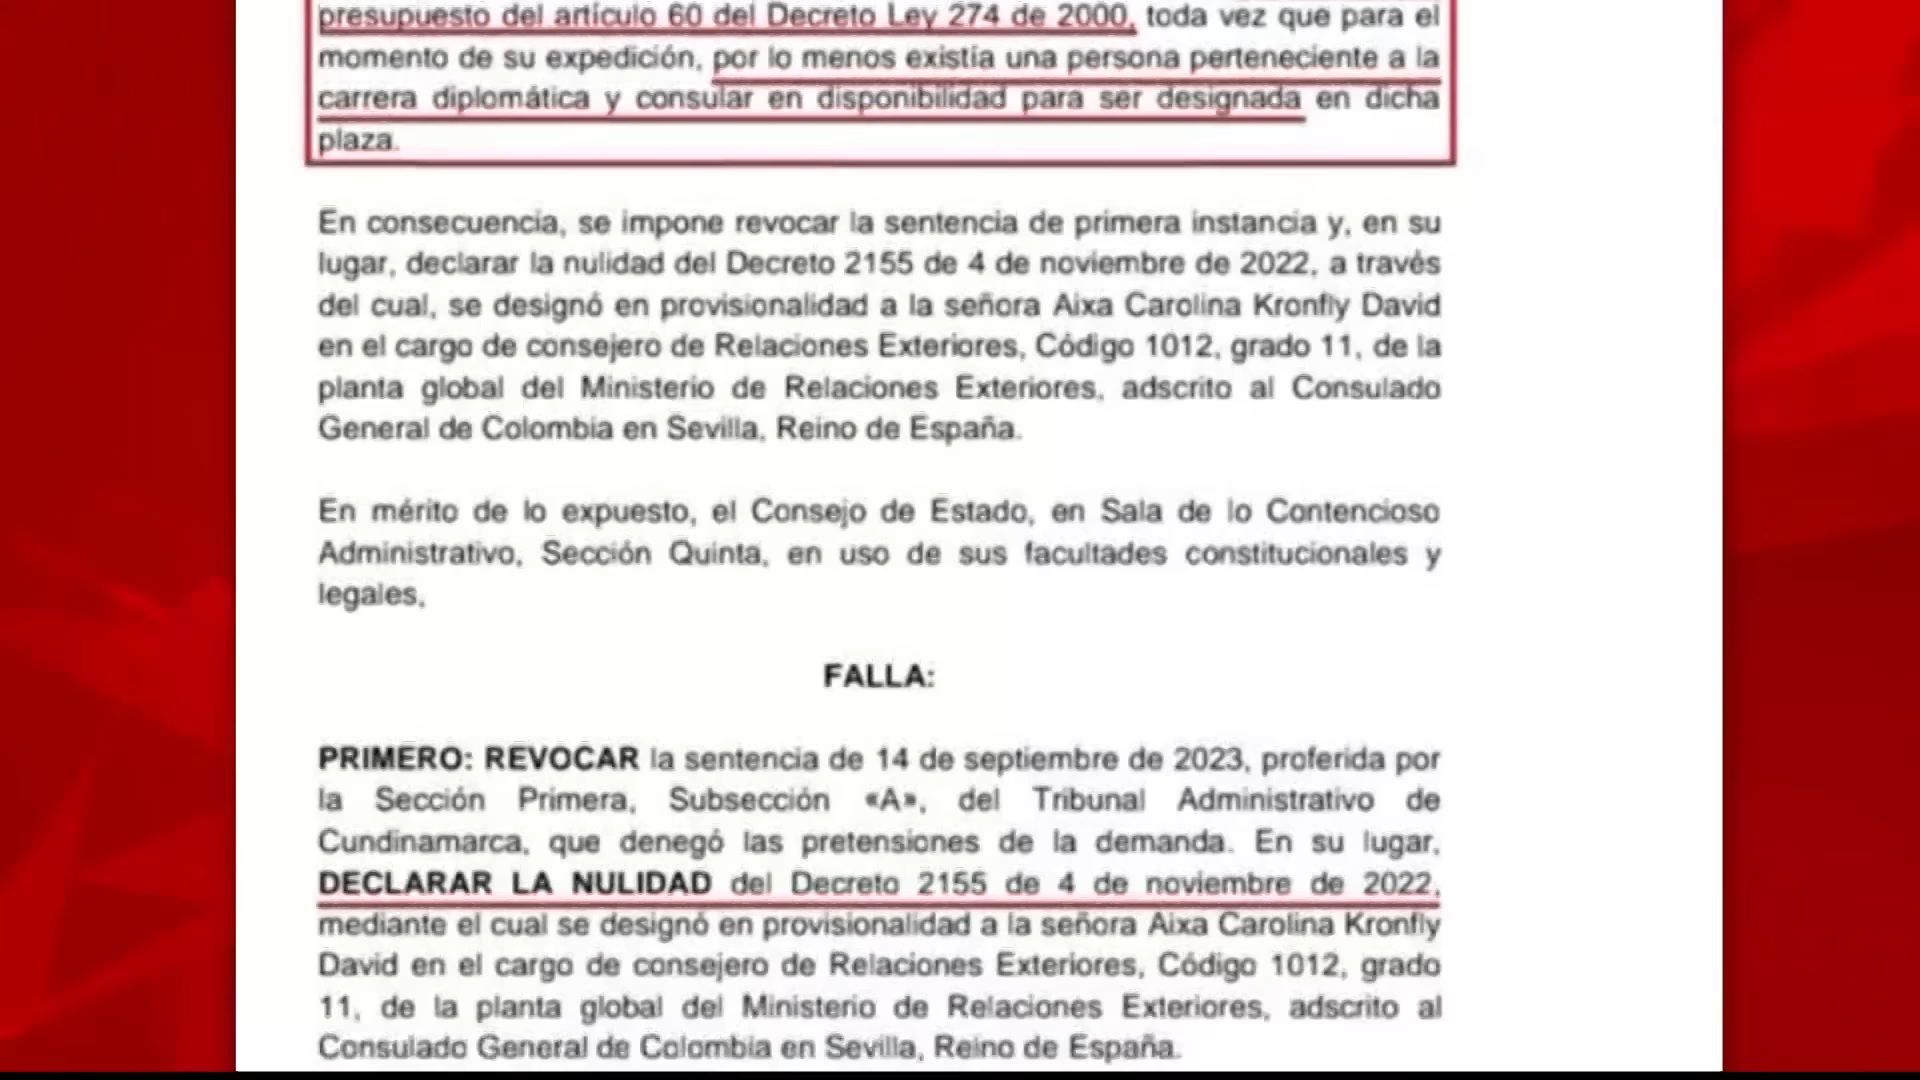 presupuesto del artículo 60 del Decreto Ley 274 de 2000, toda vez que para el
momento de su expedición, por lo menos existía una persona perteneciente a la
carrera diplomática y consular en disponibilidad para ser designada en dicha
plaza.
En consecuencia, se impone revocar la sentencia de primera instancia y, en su
lugar, declarar la nulidad del Decreto 2155 de 4 de noviembre de 2022, a través
del cual, se designó en provisionalidad a la señora Aixa Carolina Kronfly David
en el cargo de consejero de Relaciones Exteriores, Código 1012, grado 11, de la
planta global del Ministerio de Relaciones Exteriores, adscrito al Consulado
General de Colombia en Sevilla, Reino de España.
En mérito de lo expuesto, el Consejo de Estado, en Sala de lo Contencioso
Administrativo, Sección Quinta, en uso de sus facultades constitucionales y
legales,
FALLA:
PRIMERO: REVOCAR la sentencia de 14 de septiembre de 2023, proferida por
la Sección Primera, Subsección «A», del Tribunal Administrativo de
Cundinamarca, que denegó las pretensiones de la demanda. En su lugar,
DECLARAR LA NULIDAD del Decreto 2155 de 4 de noviembre de 2022,
mediante el cual se designó en provisionalidad a la señora Aixa Carolina Kronfly
David en el cargo de consejero de Relaciones Exteriores, Código 1012, grado
11, de la planta global del Ministerio de Relaciones Exteriores, adscrito al
Consulado General de Colombia en Sevilla, Reino de España.